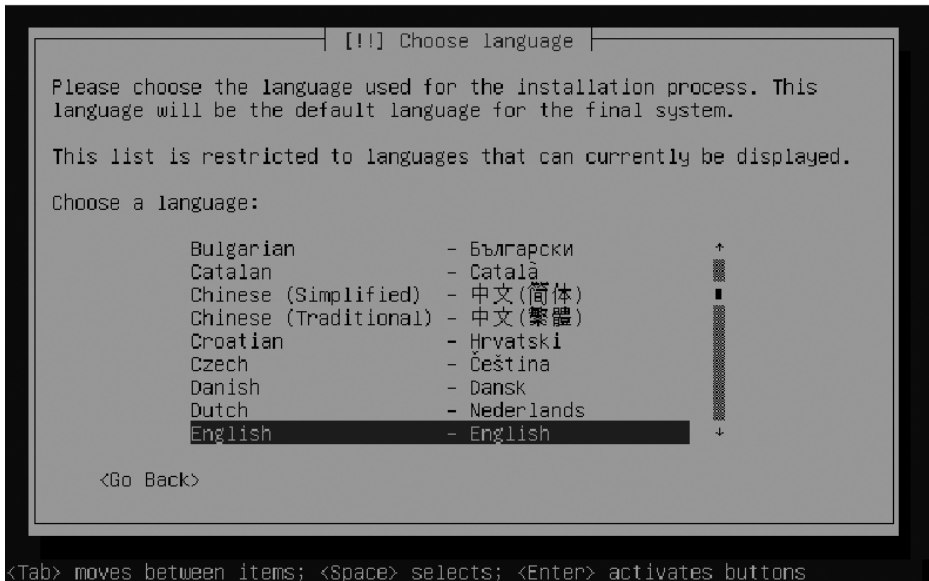 [!!] Choose language
Please choose the language used for the installation process. This
language will be the default language for the final system.
This list is restricted to languages that can currently be displayed.
Choose a language:
Bulgarian - Български
Catalan - Català
Chinese (Simplified) - 中文(简体)
Chinese (Traditional) - 中文(繁體)
Croatian - Hrvatski
Czech - Čeština
Danish - Dansk
Dutch - Nederlands
English - English
<Go Back>
<Tab> moves between items; <Space> selects; <Enter> activates buttons